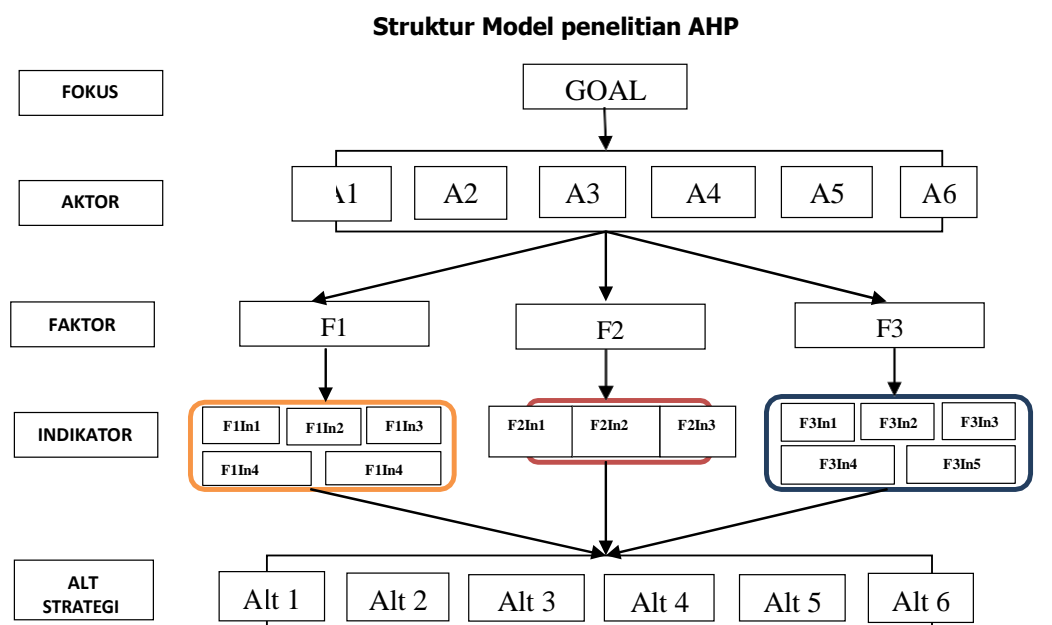 Struktur Model penelitian AHP
FOKUS
GOAL
AKTOR
A1 A2 A3 A4 A5 A6
FAKTOR
F1 F2 F3
INDIKATOR
F1In1 F1In2 F1In3
F1In4 F1In4
F2In1 F2In2 F2In3
F3In1 F3In2 F3In3
F3In4 F3In5
ALT
STRATEGI
Alt 1 Alt 2 Alt 3 Alt 4 Alt 5 Alt 6